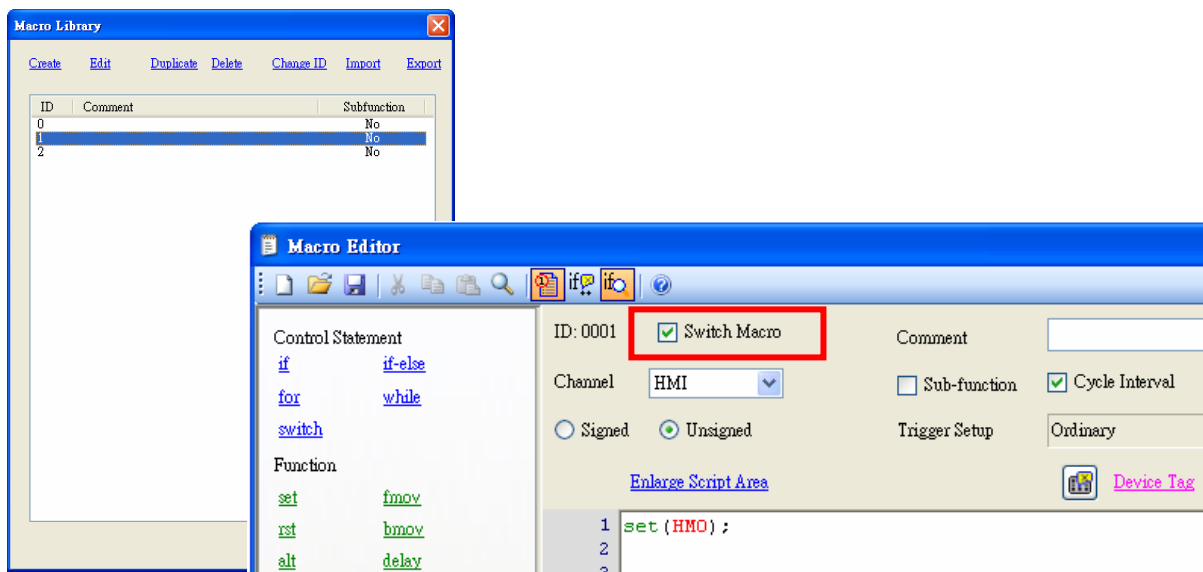 Macro Library
Create Edit Duplicate Delete Change ID Import Export
ID Comment Subfunction
0 No
1 No
2 No
Macro Editor
if if
Control Statement
if if-else
for while
switch
Function
set fmov
rst bmov
alt delay
ID: 0001 Switch Macro Comment
Channel HMI Sub-function Cycle Interval
Signed Unsigned Trigger Setup Ordinary
Enlarge Script Area Device Tag
1 set(HM0);
2
3